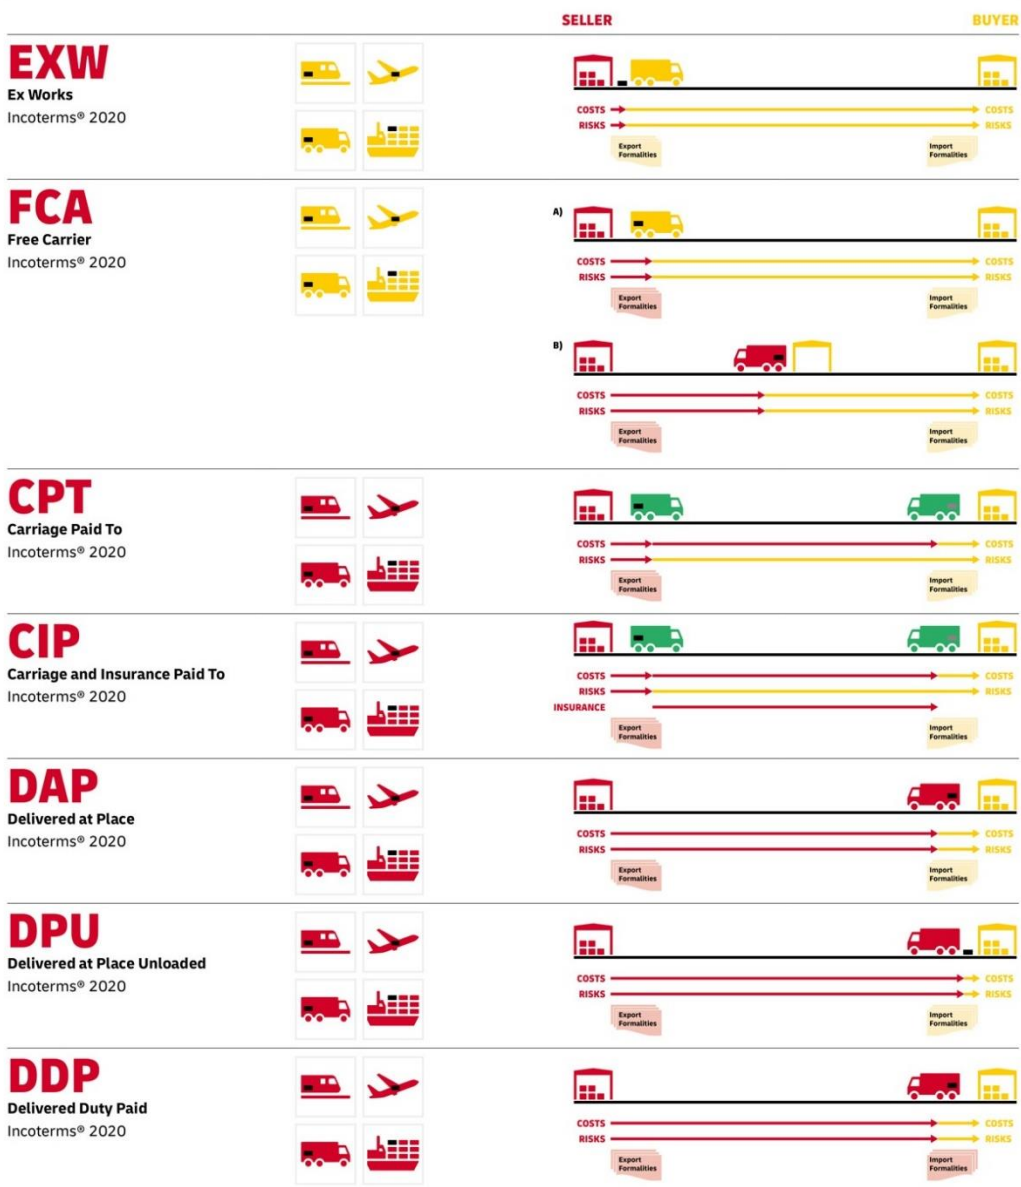 SELLER BUYER
EXW
Ex Works
Incoterms® 2020
COSTS COSTS
RISKS RISKS
Export
Formalities
Import
Formalities
FCA
Free Carrier
Incoterms® 2020
A)
COSTS COSTS
RISKS RISKS
Export
Formalities
Import
Formalities
B)
COSTS COSTS
RISKS RISKS
Export
Formalities
Import
Formalities
CPT
Carriage Paid To
Incoterms® 2020
COSTS COSTS
RISKS RISKS
Export
Formalities
Import
Formalities
CIP
Carriage and Insurance Paid To
Incoterms® 2020
COSTS COSTS
RISKS RISKS
INSURANCE
Export
Formalities
Import
Formalities
DAP
Delivered at Place
Incoterms® 2020
COSTS COSTS
RISKS RISKS
Export
Formalities
Import
Formalities
DPU
Delivered at Place Unloaded
Incoterms® 2020
COSTS COSTS
RISKS RISKS
Export
Formalities
Import
Formalities
DDP
Delivered Duty Paid
Incoterms® 2020
COSTS COSTS
RISKS RISKS
Export
Formalities
Import
Formalities